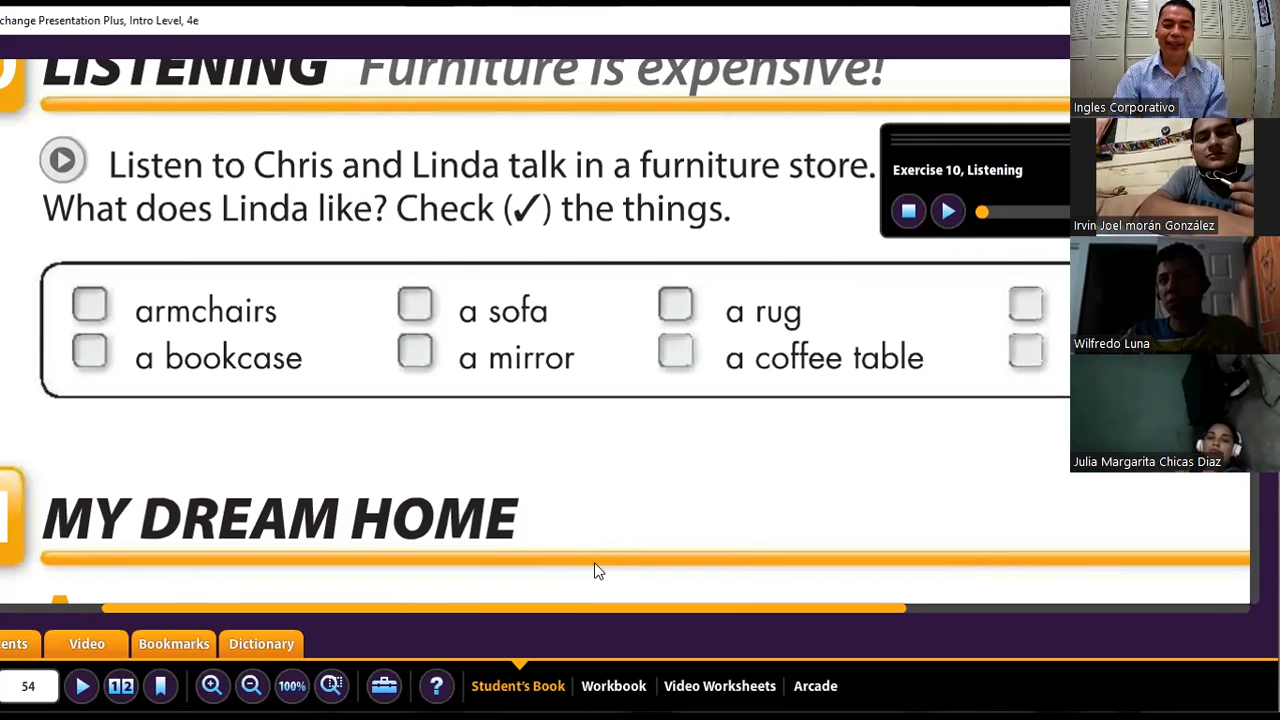 change Presentation Plus, Intro Level, 4e
LISTENING Furniture is expensive!
Listen to Chris and Linda talk in a furniture store.
What does Linda like? Check (✓) the things.
Exercise 10, Listening
armchairs
a sofa
a rug
a bookcase
a mirror
a coffee table
MY DREAM HOME
Ingles Corporativo
Irvin Joel morán González
Wilfredo Luna
Julia Margarita Chicas Diaz
ents
Video
Bookmarks
Dictionary
54
12
100%
?
Student's Book
Workbook
Video Worksheets
Arcade